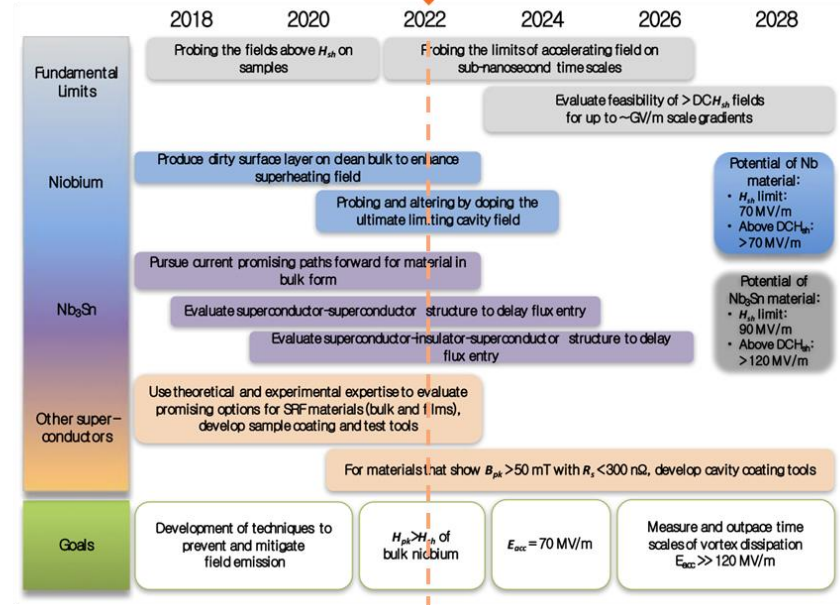 2018 2020 2022 2024 2026 2028
Fundamental
Limits
Probing the fields above Hsh on
samples
Probing the limits of accelerating field on
sub-nanosecond time scales
Evaluate feasibility of > DCHsh fields
for up to ~GV/m scale gradients
Niobium
Produce dirty surface layer on clean bulk to enhance
superheating field
Probing and altering by doping the
ultimate limiting cavity field
Potential of Nb
material:
• Hsh limit:
70 MV/m
• Above DCHsh:
>70 MV/m
Nb3Sn
Pursue current promising paths forward for material in
bulk form
Evaluate superconductor-superconductor structure to delay flux entry
Evaluate superconductor-insulator-superconductor structure to delay
flux entry
Potential of
Nb3Sn material:
• Hsh limit:
90 MV/m
• Above DCHsh:
>120 MV/m
Other super-
conductors
Use theoretical and experimental expertise to evaluate
promising options for SRF materials (bulk and films),
develop sample coating and test tools
For materials that show Bpk >50 mT with Rs <300 nΩ, develop cavity coating tools
Goals
Development of techniques to
prevent and mitigate
field emission
Hpk>Hsh of
bulk niobium
Eacc = 70 MV/m
Measure and outpace time
scales of vortex dissipation
Eacc >> 120 MV/m